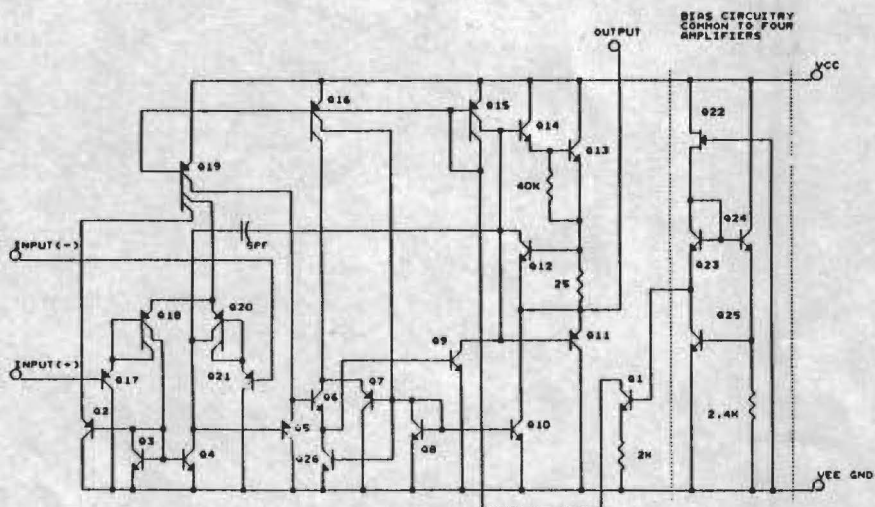 BIAS CIRCUITRY
COMMON TO FOUR
AMPLIFIERS
OUTPUT
VCC
Q16
Q15
Q14
Q13
Q22
Q19
40K
Q24
INPUT(-)
5PF
Q12
Q23
25
Q18
Q20
Q25
Q9
Q11
INPUT(+)
Q17
Q21
Q6
Q7
Q1
Q2
2.4K
Q3
Q5
Q10
Q4
Q26
Q8
2K
VEE GND